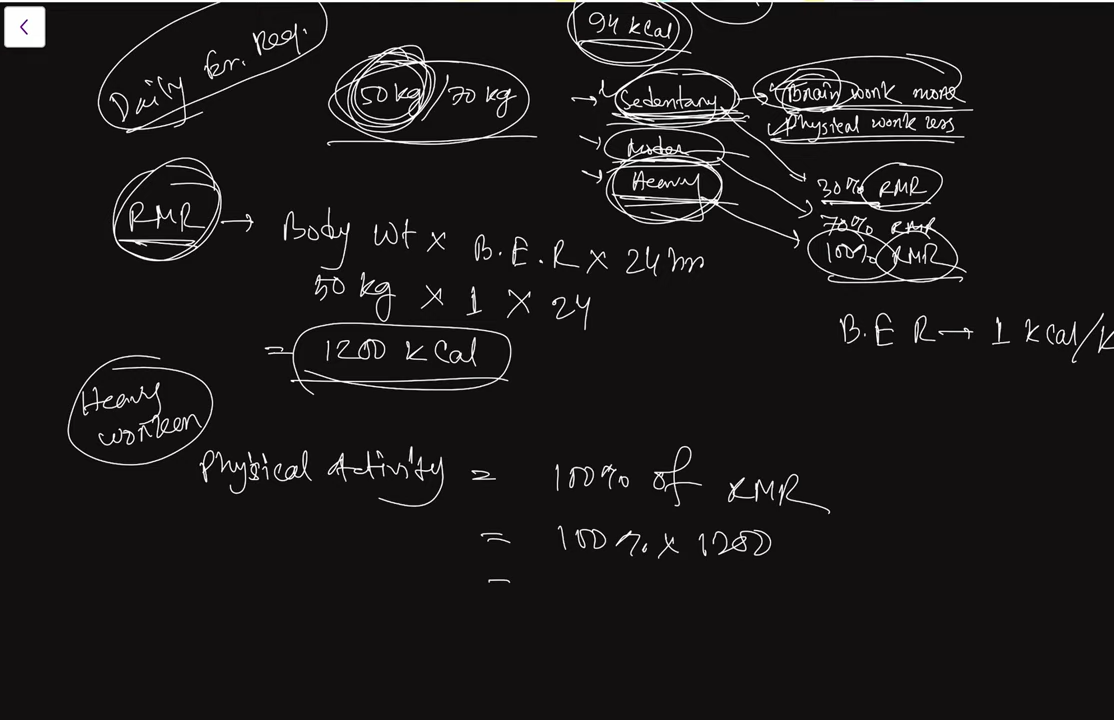 94 kcal
Daily En. Req.
50 kg / 70 kg
→ Sedentary → Brain work more
Physical work less
→ Moder
→ Heavy
30% RMR
70% RMR
100% RMR
RMR → Body wt x B.E.R x 24 hrs
50 kg x 1 x 24
= 1200 kcal
B.E R → 1 kcal/K
Heavy
worker
Physical Activity = 100% of RMR
= 100% x 1200
=